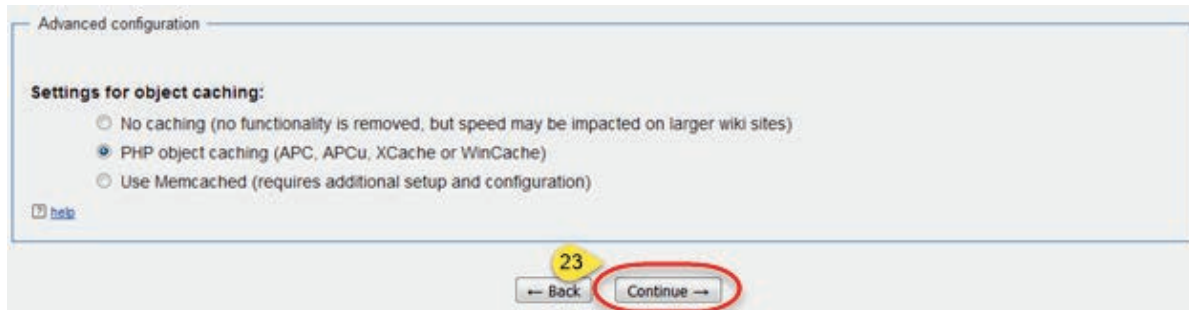 Advanced configuration
Settings for object caching:
No caching (no functionality is removed, but speed may be impacted on larger wiki sites)
PHP object caching (APC, APCu, XCache or WinCache)
Use Memcached (requires additional setup and configuration)
? help
23
← Back Continue →